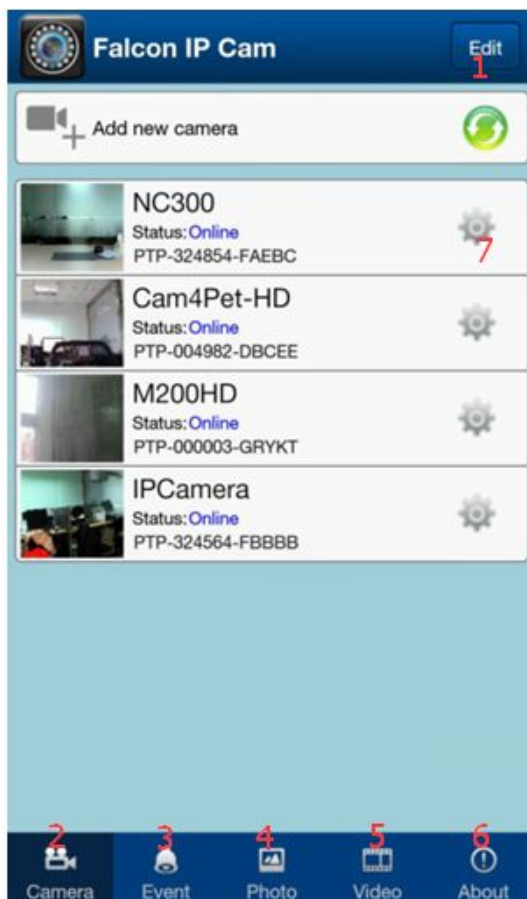 Falcon IP Cam
Edit
1
Add new camera
NC300
Status:Online
PTP-324854-FAEBC
7
Cam4Pet-HD
Status:Online
PTP-004982-DBCEE
M200HD
Status:Online
PTP-000003-GRYKT
IPCamera
Status:Online
PTP-324564-FBBBB
2 3 4 5 6
Camera Event Photo Video About